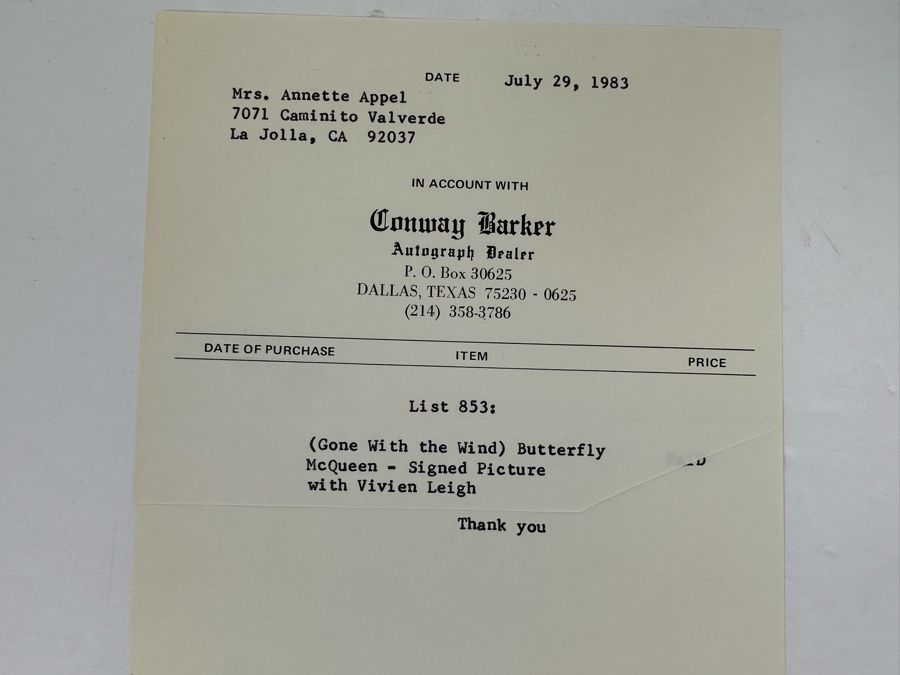 DATE July 29, 1983
Mrs. Annette Appel
7071 Caminito Valverde
La Jolla, CA 92037
IN ACCOUNT WITH
Conway Barker
Autograph Dealer
P. O. Box 30625
DALLAS, TEXAS 75230 - 0625
(214) 358-3786
DATE OF PURCHASE ITEM PRICE
List 853:
(Gone With the Wind) Butterfly
McQueen - Signed Picture
with Vivien Leigh
Thank you